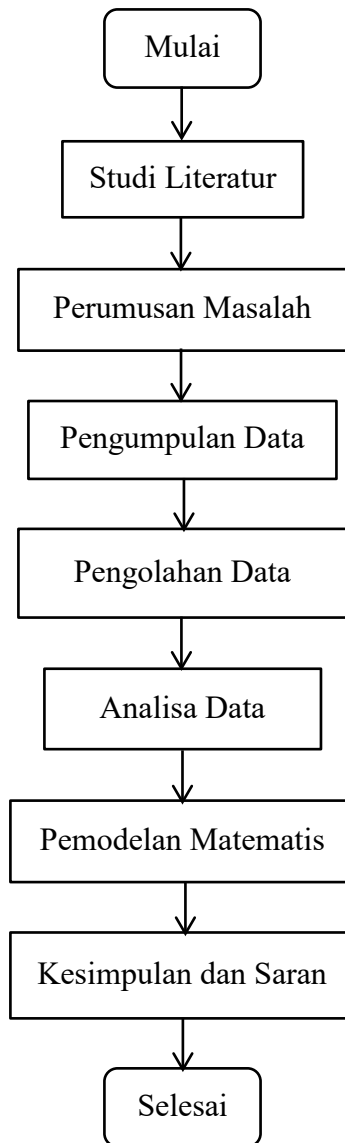 Mulai
Studi Literatur
Perumusan Masalah
Pengumpulan Data
Pengolahan Data
Analisa Data
Pemodelan Matematis
Kesimpulan dan Saran
Selesai